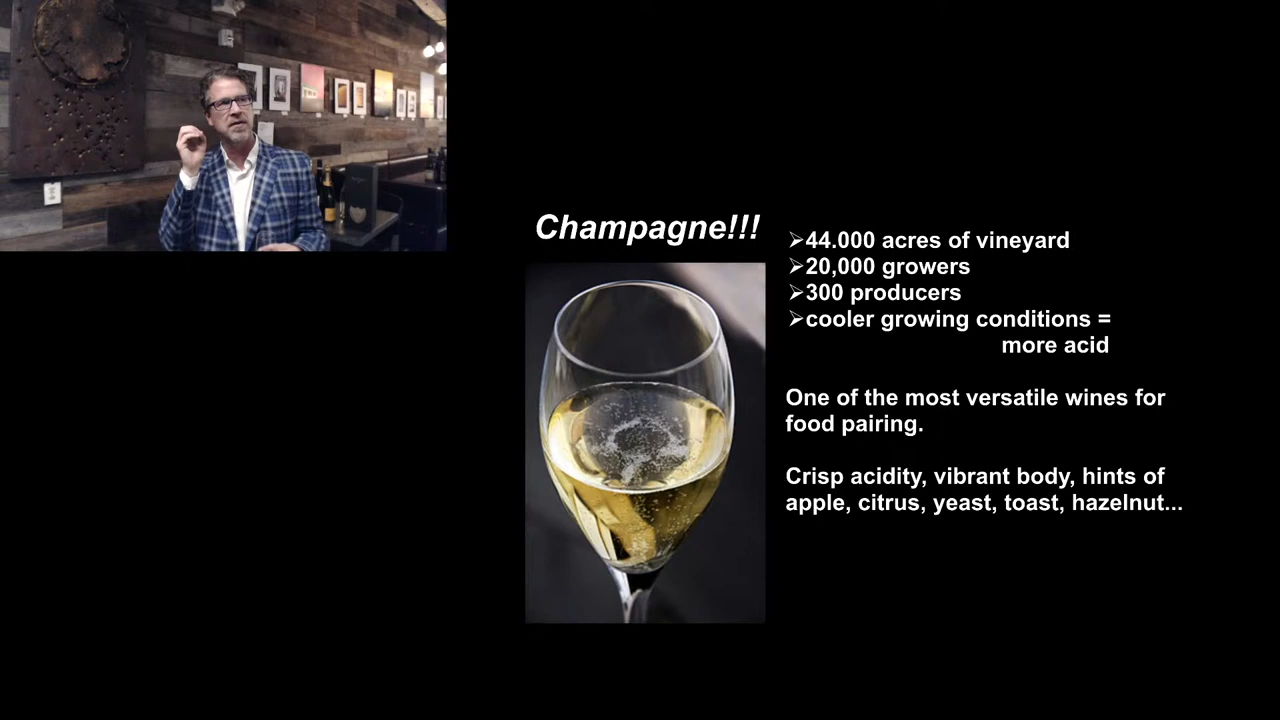 Champagne!!!
➢44.000 acres of vineyard
➢20,000 growers
➢300 producers
➢cooler growing conditions =
more acid
One of the most versatile wines for
food pairing.
Crisp acidity, vibrant body, hints of
apple, citrus, yeast, toast, hazelnut...